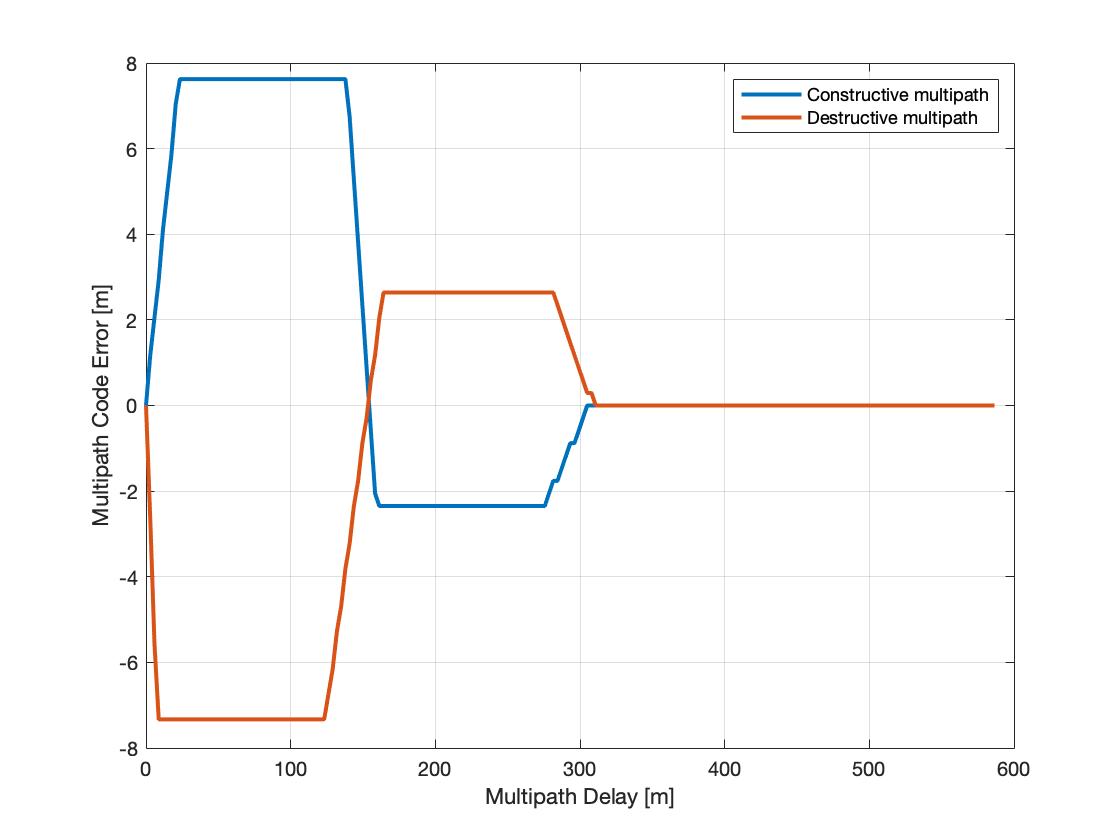 8
6
4
2
0
-2
-4
-6
-8
Multipath Code Error [m]
Constructive multipath
Destructive multipath
0 100 200 300 400 500 600
Multipath Delay [m]